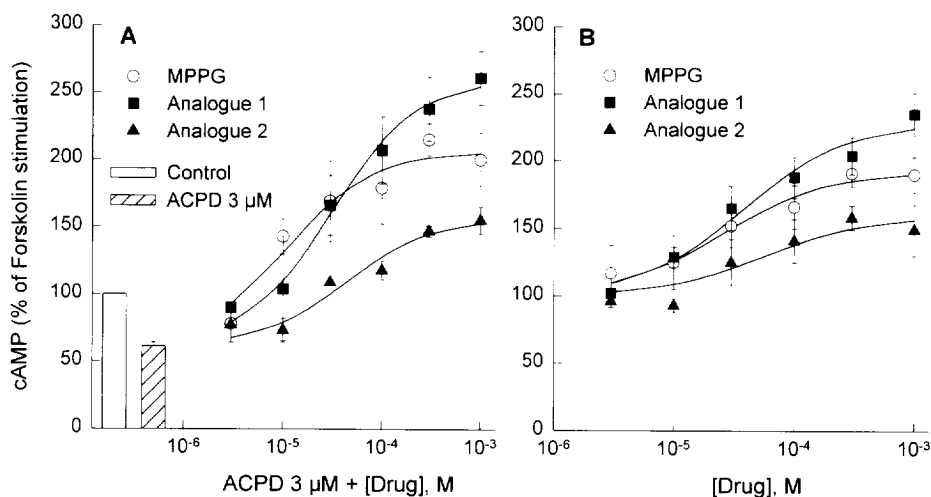 cAMP (% of Forskolin stimulation)
300
250
200
150
100
50
0
A
MPPG
Analogue 1
Analogue 2
Control
ACPD 3 µM
10-6
10-5
10-4
10-3
ACPD 3 µM + [Drug], M
300
250
200
150
100
50
0
B
MPPG
Analogue 1
Analogue 2
10-6
10-5
10-4
10-3
[Drug], M